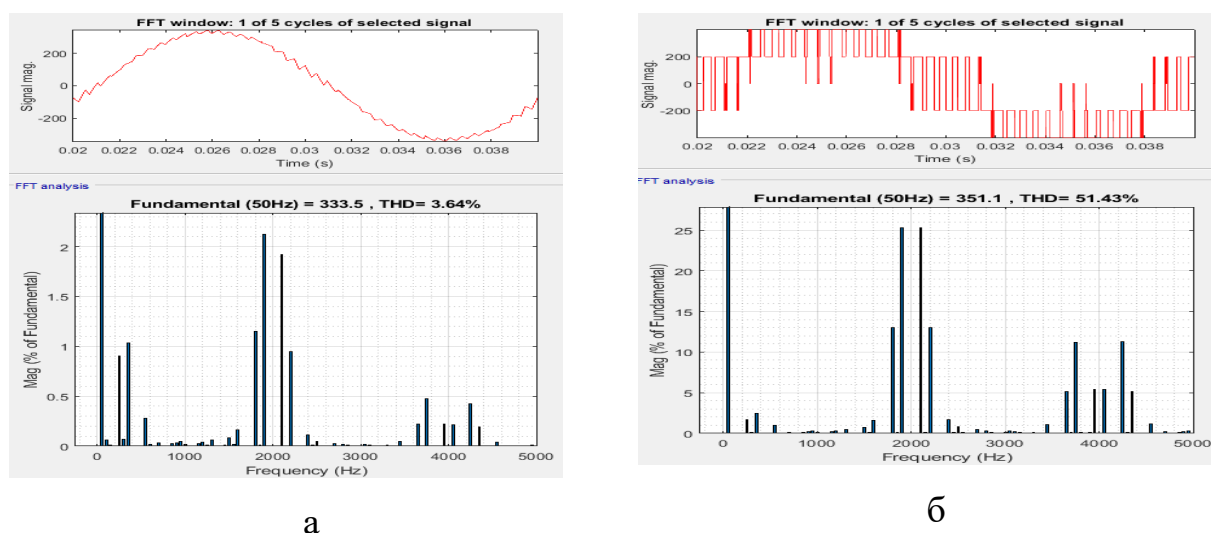 FFT window: 1 of 5 cycles of selected signal
Signal mag.
200
0
-200
0.02 0.022 0.024 0.026 0.028 0.03 0.032 0.034 0.036 0.038
Time (s)
FFT analysis
Fundamental (50Hz) = 333.5 , THD= 3.64%
Mag (% of Fundamental)
2
1.5
1
0.5
0
0 1000 2000 3000 4000 5000
Frequency (Hz)
а
FFT window: 1 of 5 cycles of selected signal
Signal mag.
200
0
-200
0.02 0.022 0.024 0.026 0.028 0.03 0.032 0.034 0.036 0.038
Time (s)
FFT analysis
Fundamental (50Hz) = 351.1 , THD= 51.43%
Mag (% of Fundamental)
25
20
15
10
5
0
0 1000 2000 3000 4000 5000
Frequency (Hz)
б